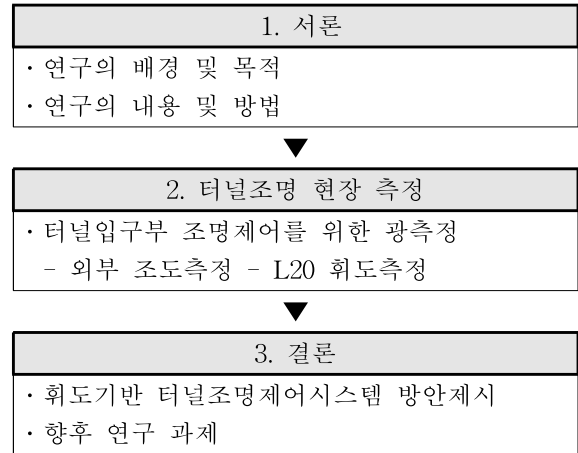 1. 서론
· 연구의 배경 및 목적
· 연구의 내용 및 방법
2. 터널조명 현장 측정
· 터널입구부 조명제어를 위한 광측정
- 외부 조도측정 - L20 휘도측정
3. 결론
· 휘도기반 터널조명제어시스템 방안제시
· 향후 연구 과제